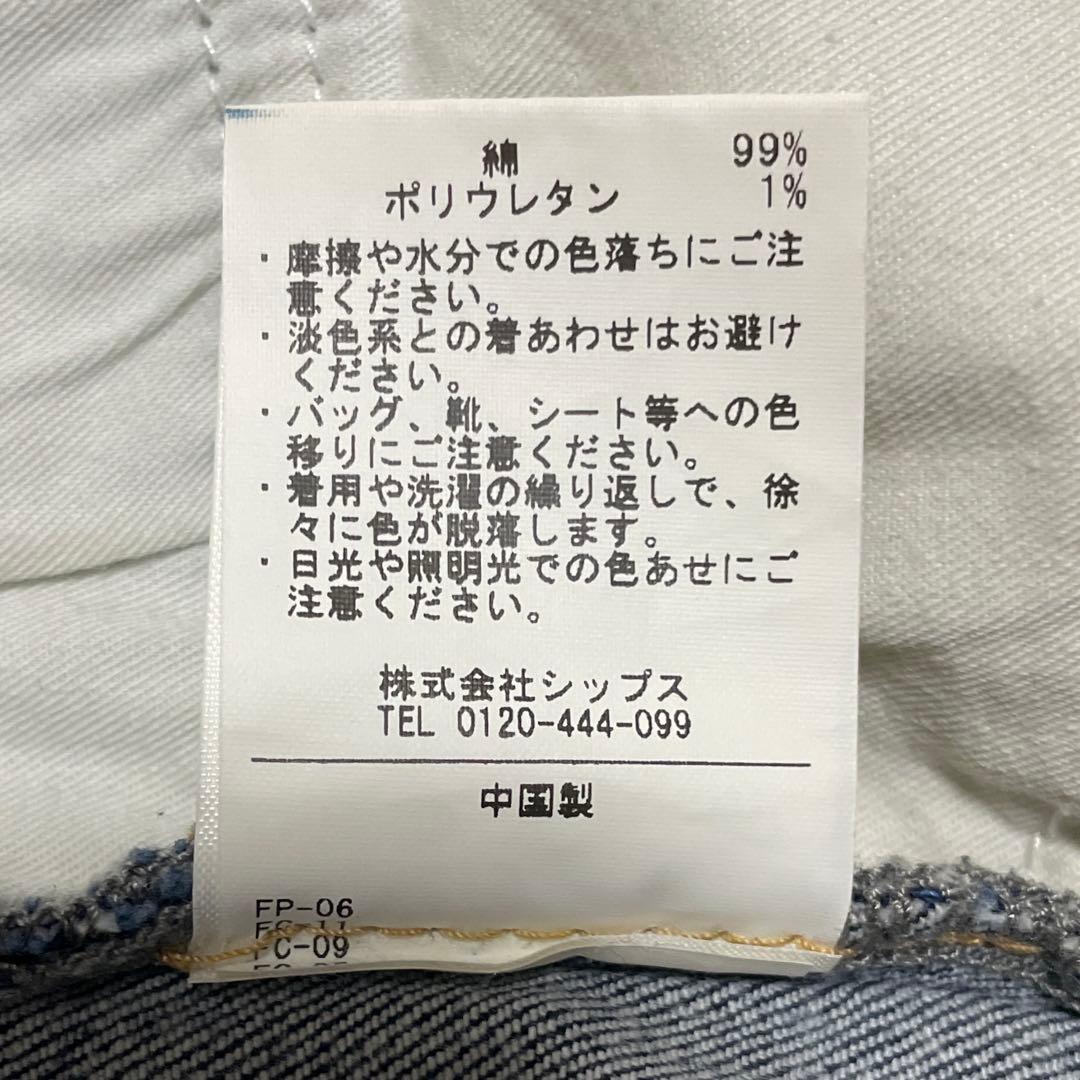 綿 99%
ポリウレタン 1%
・摩擦や水分での色落ちにご注
意ください。
・淡色系との着あわせはお避け
ください。
・バッグ、靴、シート等への色
移りにご注意ください。
・着用や洗濯の繰り返しで、徐
々に色が脱落します。
・日光や照明光での色あせにご
注意ください。
株式会社シップス
TEL 0120-444-099
中国製
FP-06
FC-09